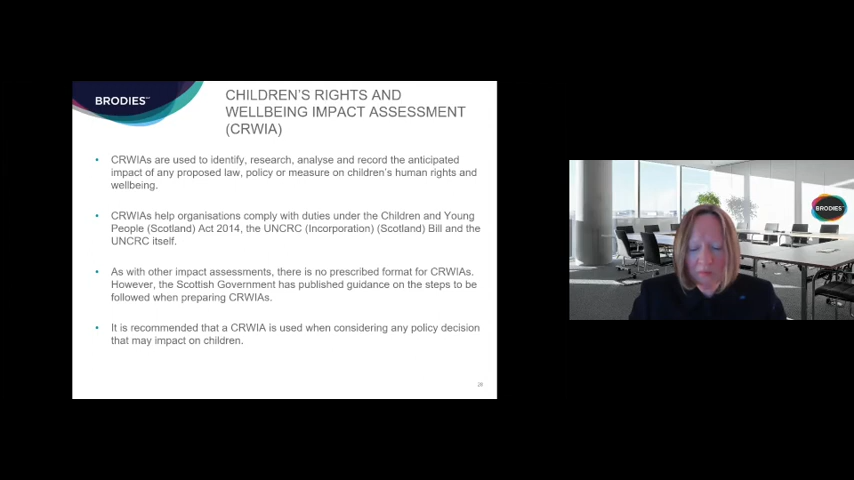 BRODIES
CHILDREN'S RIGHTS AND
WELLBEING IMPACT ASSESSMENT
(CRWIA)
• CRWIAs are used to identify, research, analyse and record the anticipated
impact of any proposed law, policy or measure on children's human rights and
wellbeing.
• CRWIAs help organisations comply with duties under the Children and Young
People (Scotland) Act 2014, the UNCRC (Incorporation) (Scotland) Bill and the
UNCRC itself.
• As with other impact assessments, there is no prescribed format for CRWIAs.
However, the Scottish Government has published guidance on the steps to be
followed when preparing CRWIAs.
• It is recommended that a CRWIA is used when considering any policy decision
that may impact on children.
BRODIES